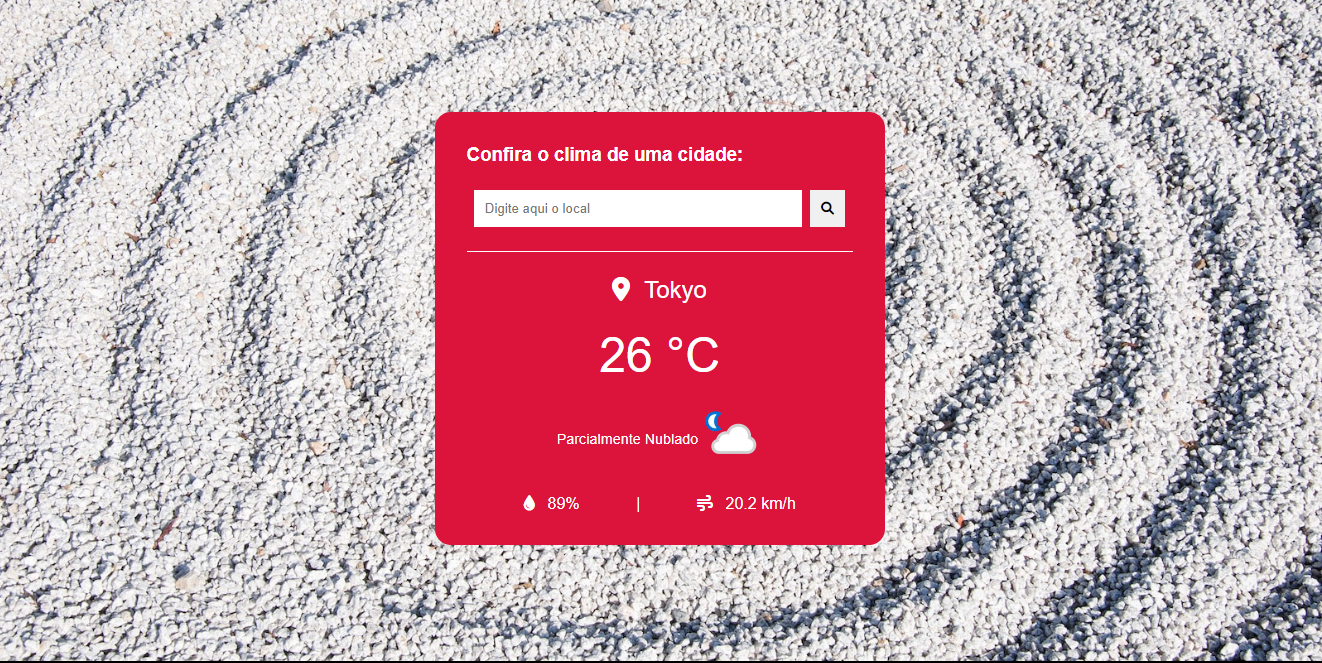 Confira o clima de uma cidade:
Digite aqui o local
Tokyo
26 °C
Parcialmente Nublado
89% | 20.2 km/h